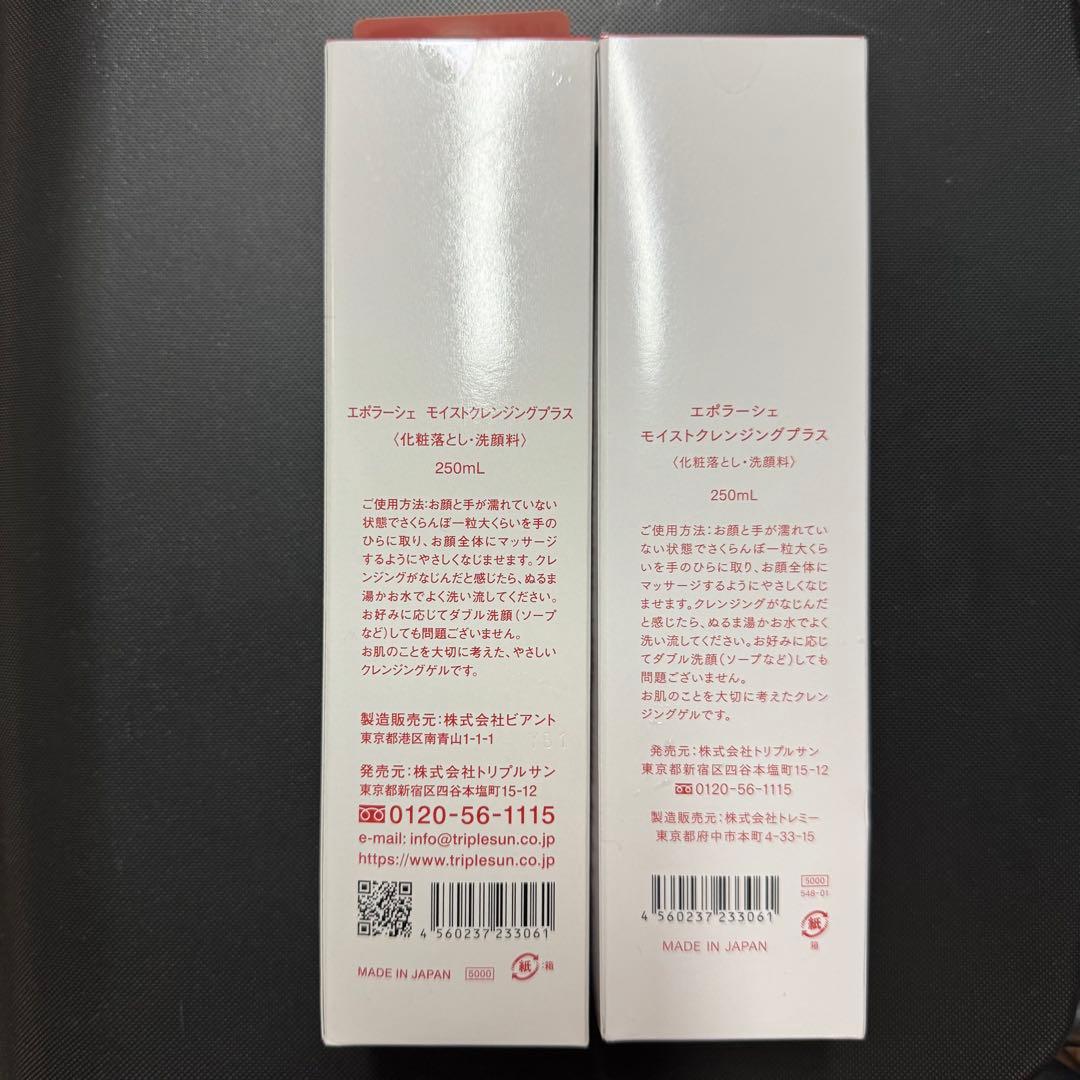 エポラーシェ モイストクレンジングプラス
〈化粧落とし・洗顔料〉
250mL
ご使用方法:お顔と手が濡れていない
状態でさくらんぼ一粒大くらいを手の
ひらに取り、お顔全体にマッサージ
するようにやさしくなじませます。クレ
ンジングがなじんだと感じたら、ぬるま
湯かお水でよく洗い流してください。
お好みに応じてダブル洗顔(ソープ
など)しても問題ございません。
お肌のことを大切に考えた、やさしい
クレンジングゲルです。
製造販売元:株式会社ビアント
東京都港区南青山1-1-1
151
発売元:株式会社トリプルサン
東京都新宿区四谷本塩町15-12
0120-56-1115
e-mail: info@triplesun.co.jp
https://www.triplesun.co.jp
4 560237 233061
MADE IN JAPAN 5000 紙 :箱
エポラーシェ
モイストクレンジングプラス
〈化粧落とし・洗顔料〉
250mL
ご使用方法:お顔と手が濡れてい
ない状態でさくらんぼ一粒大くら
いを手のひらに取り、お顔全体に
マッサージするようにやさしくなじ
ませます。クレンジングがなじんだ
と感じたら、ぬるま湯かお水でよく
洗い流してください。お好みに応じ
てダブル洗顔(ソープなど)しても
問題ございません。
お肌のことを大切に考えたクレン
ジングゲルです。
発売元:株式会社トリプルサン
東京都新宿区四谷本塩町15-12
0120-56-1115
製造販売元:株式会社トレミー
東京都府中市本町4-33-15
5000
548-01
4 560237 233061
紙
箱
MADE IN JAPAN